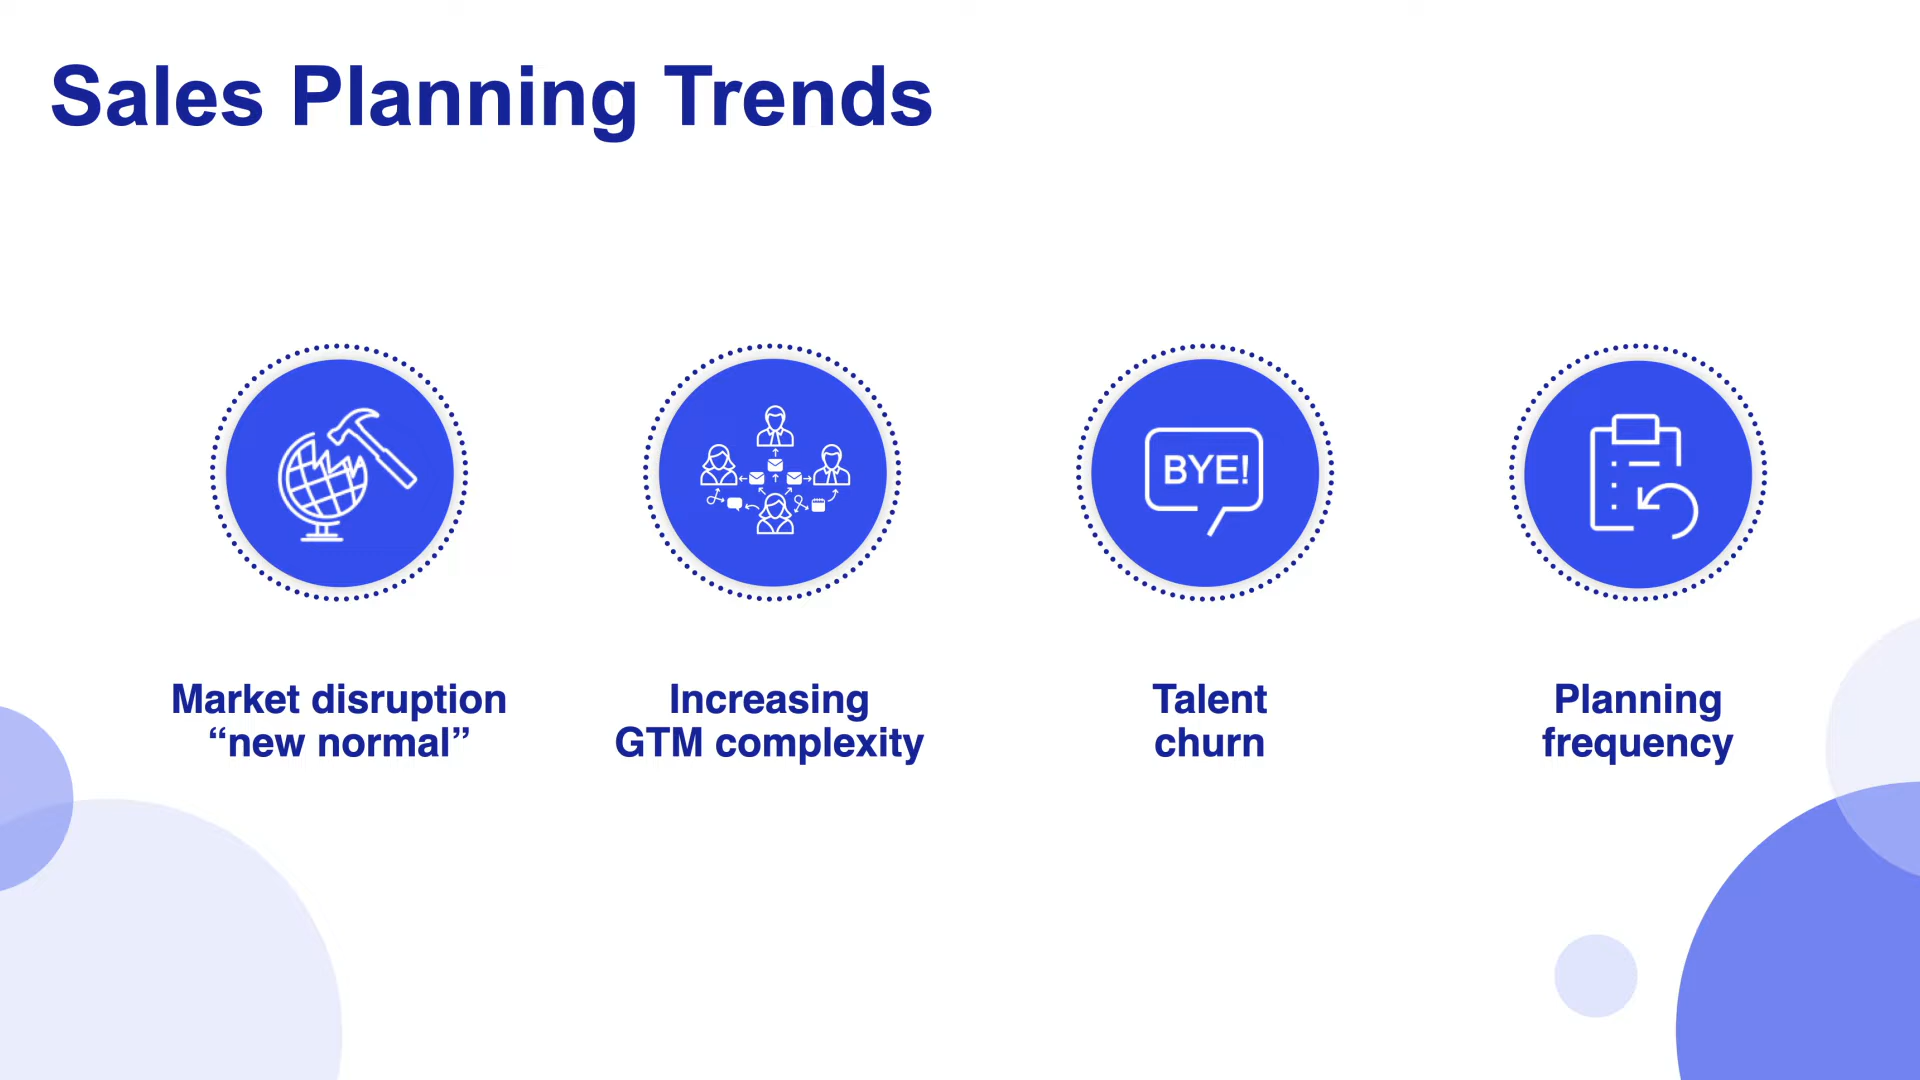 Sales Planning Trends
BYE!
Market disruption
“new normal”
Increasing
GTM complexity
Talent
churn
Planning
frequency